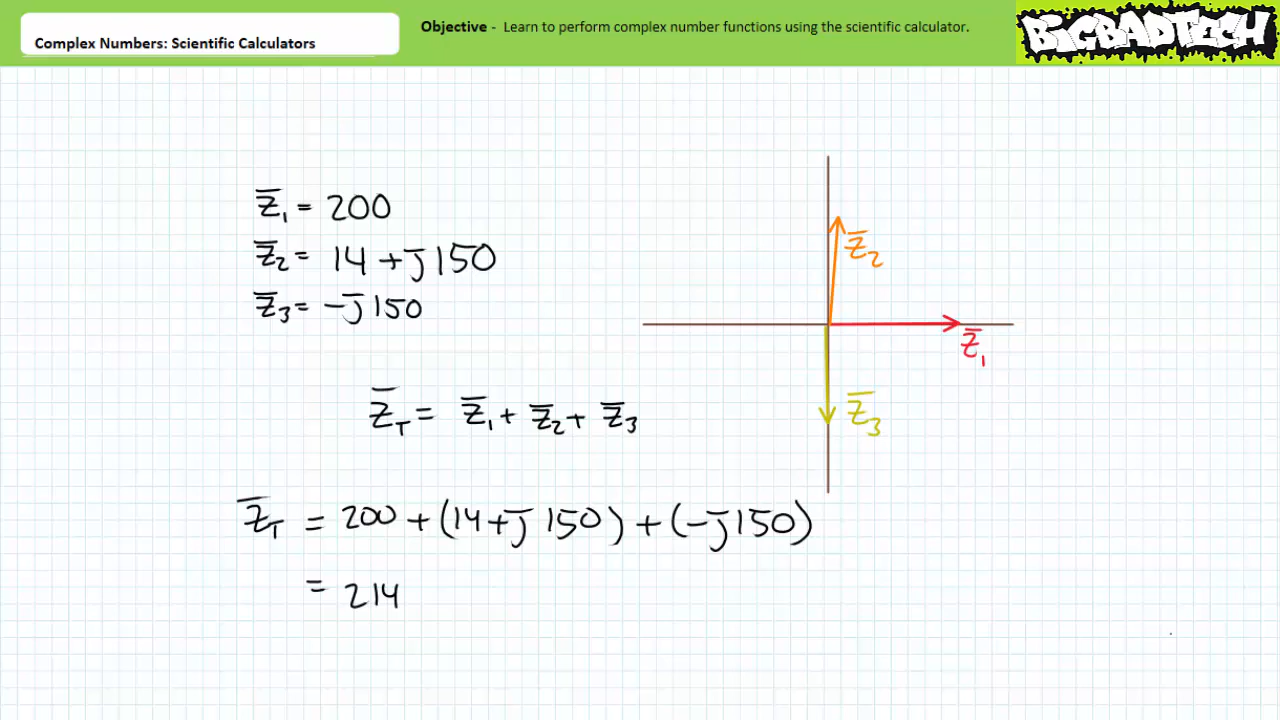 Complex Numbers: Scientific Calculators
Objective - Learn to perform complex number functions using the scientific calculator.
BIGBADTECH
Z̅₁ = 200
Z̅₂ = 14 + j150
Z̅₃ = -j150
Z̅₂
Z̅₁
Z̅₃
Z̅T = Z̅₁ + Z̅₂ + Z̅₃
Z̅T = 200 + (14 + j150) + (-j150)
= 214